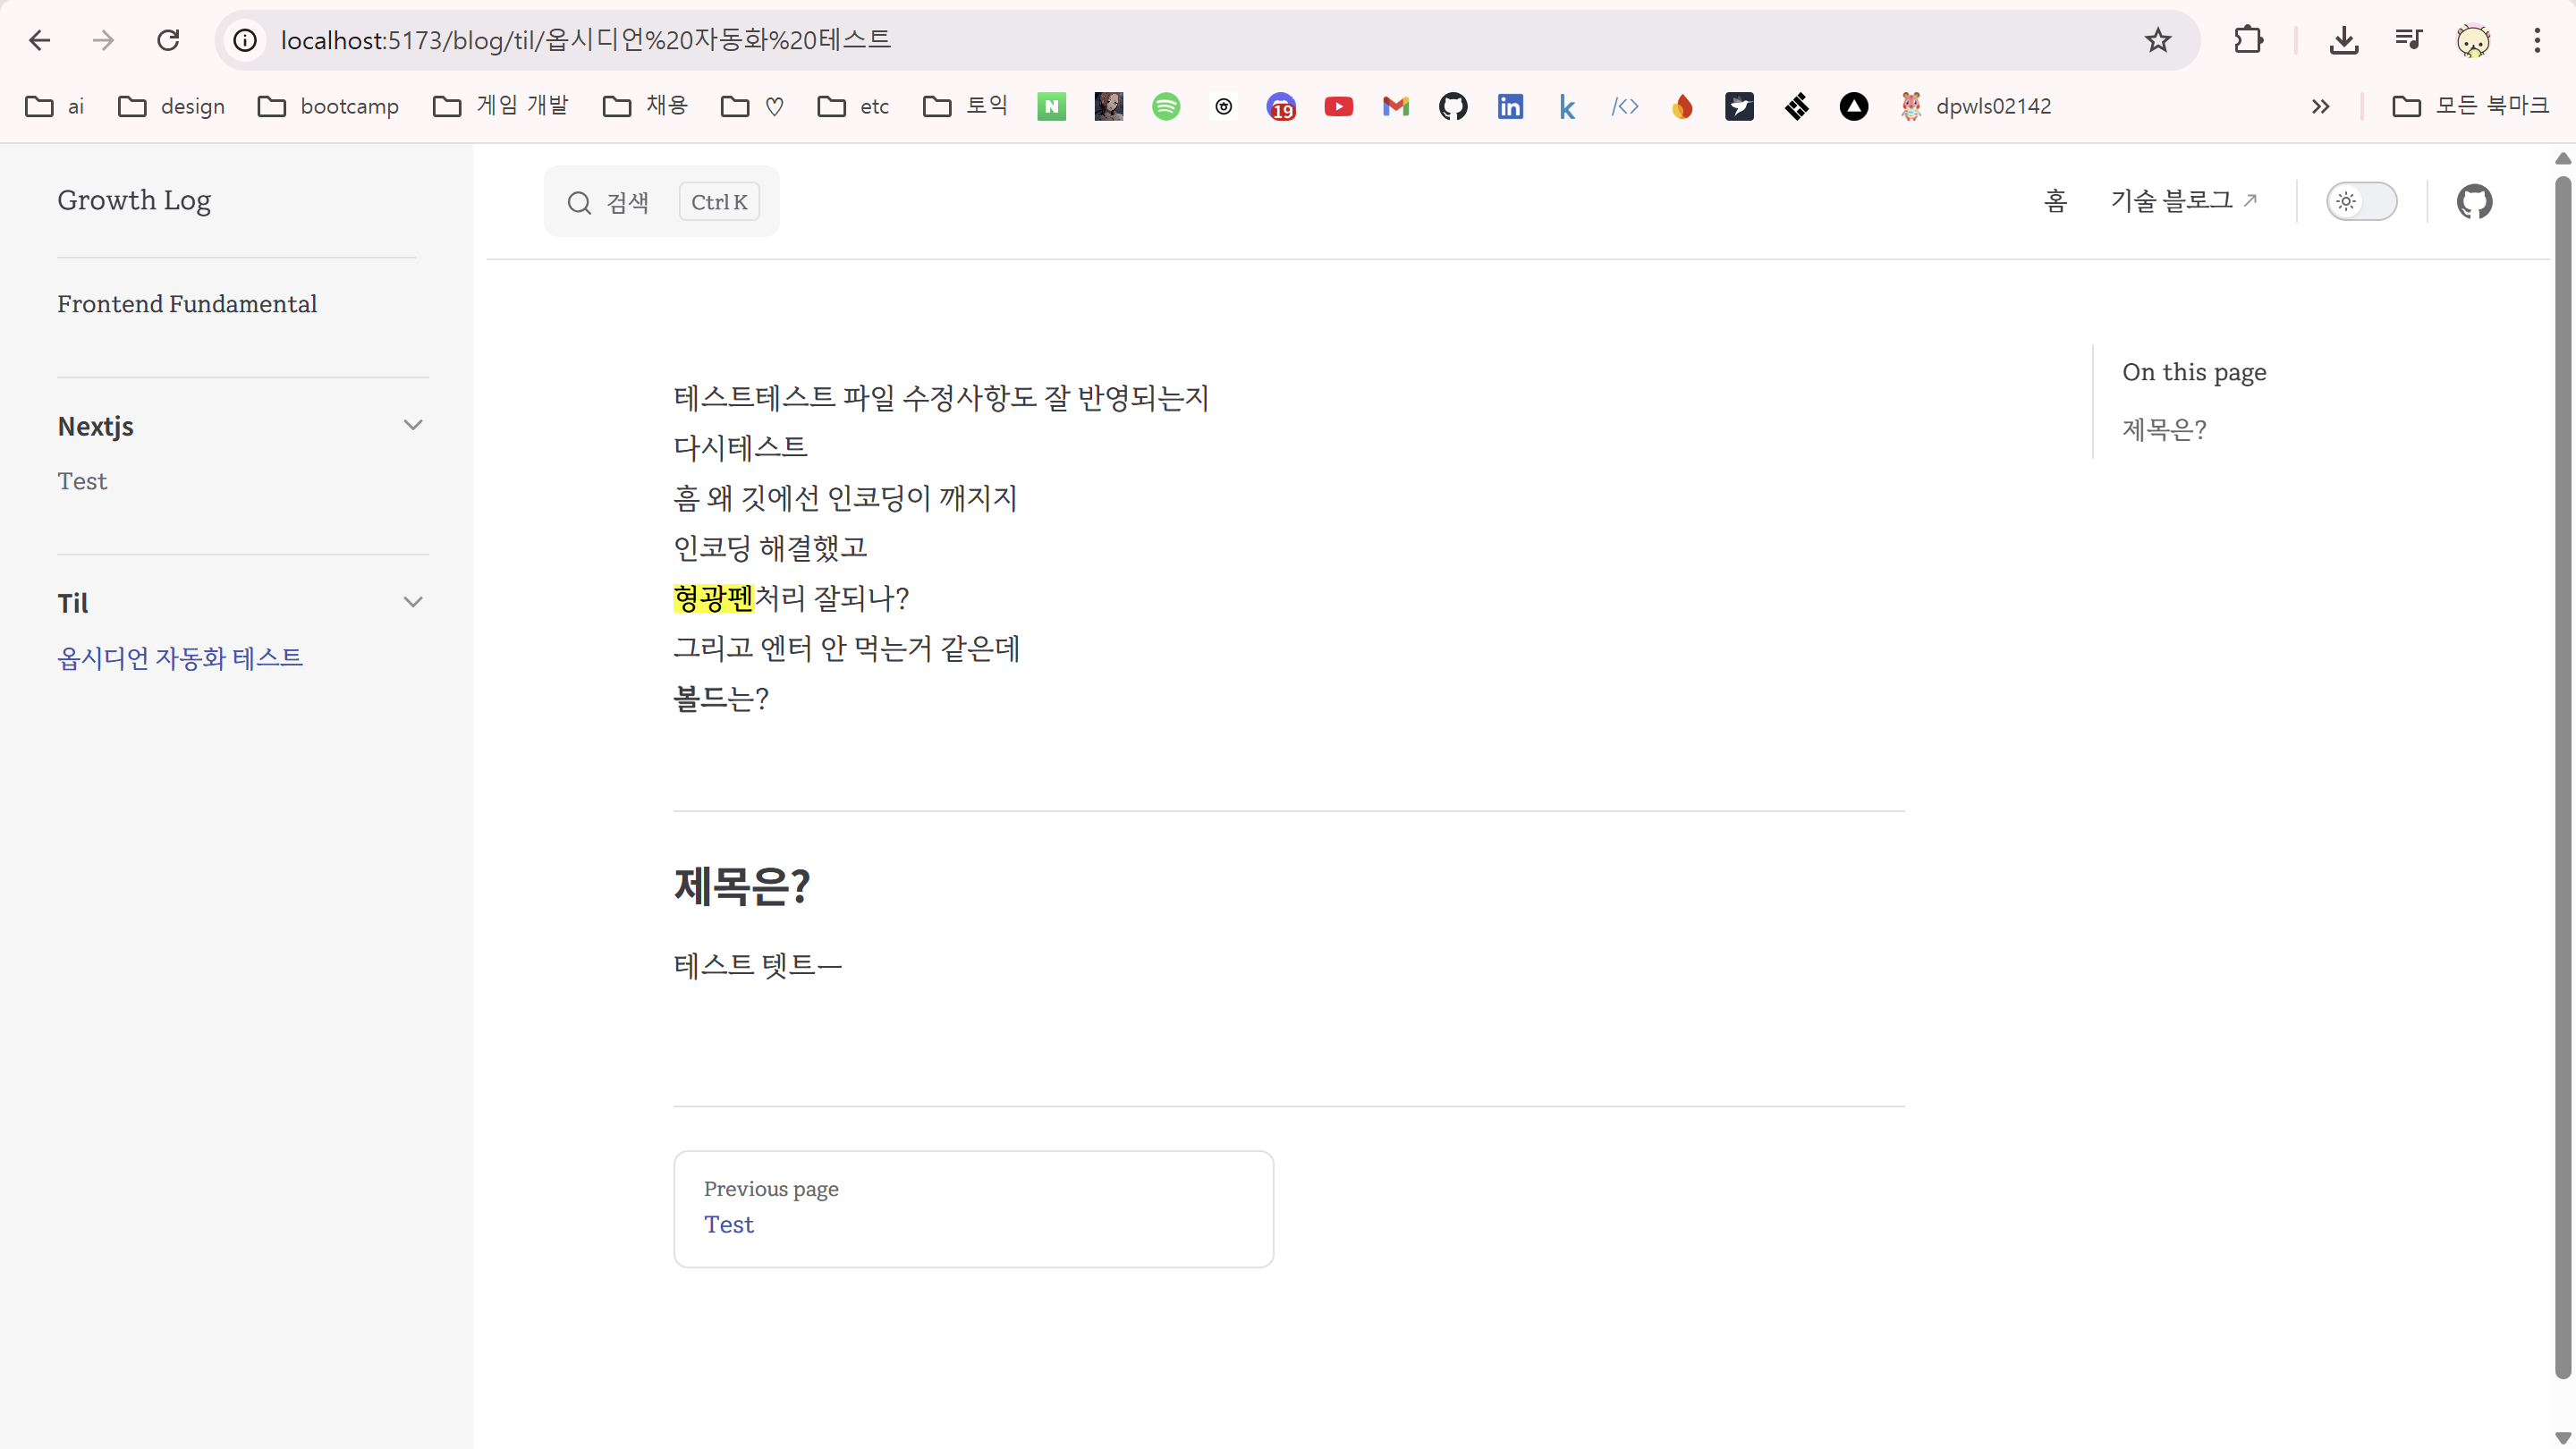 localhost:5173/blog/til/옵시디언%20자동화%20테스트
ai
design
bootcamp
게임 개발
채용
♡
etc
토익
N
19
in
k
</>
dpwls02142
»
모든 북마크
Growth Log
검색
Ctrl K
홈
기술 블로그 ↗
Frontend Fundamental
Nextjs
Test
Til
옵시디언 자동화 테스트
테스트테스트 파일 수정사항도 잘 반영되는지
다시테스트
흠 왜 깃에선 인코딩이 깨지지
인코딩 해결했고
형광펜처리 잘되나?
그리고 엔터 안 먹는거 같은데
볼드는?
제목은?
테스트 텟트ㅡ
Previous page
Test
On this page
제목은?